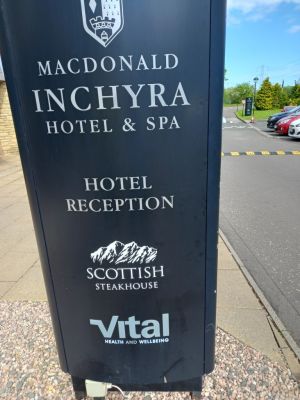 MACDONALD
INCHYRA
HOTEL & SPA
HOTEL
RECEPTION
SCOTTISH
STEAKHOUSE
Vital
HEALTH AND WELLBEING